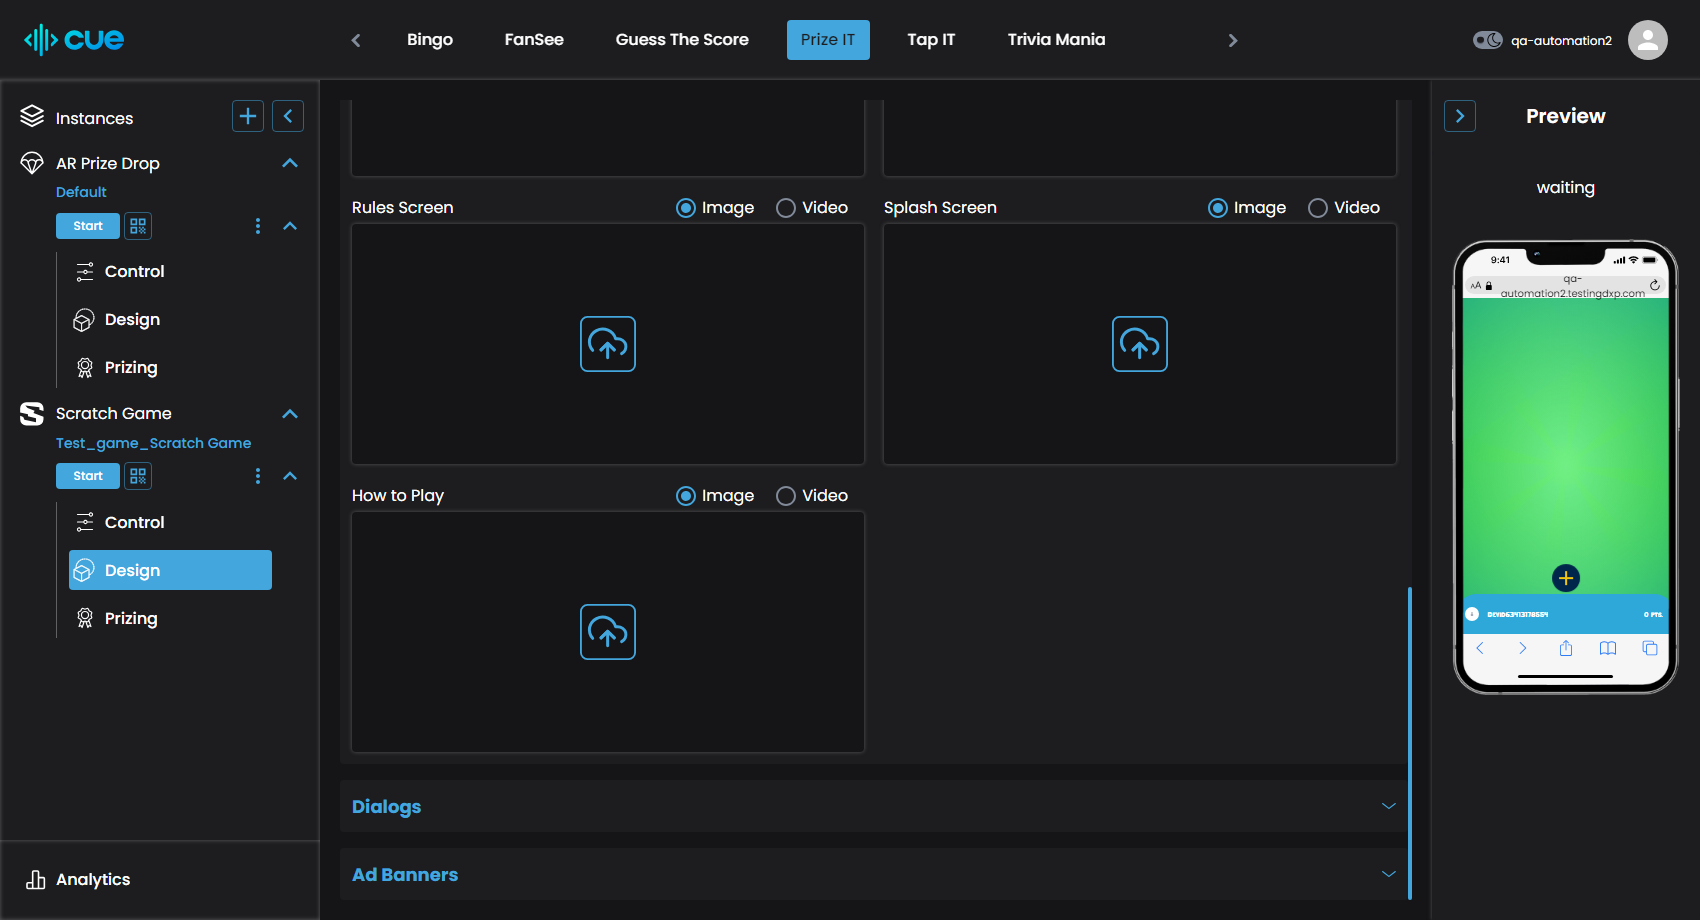 cue
Bingo
FanSee
Guess The Score
Prize IT
Tap IT
Trivia Mania
qa-automation2
Instances
AR Prize Drop
Default
Start
Control
Design
Prizing
Scratch Game
Test_game_Scratch Game
Start
Control
Design
Prizing
Analytics
Rules Screen
Image
Video
Splash Screen
Image
Video
How to Play
Image
Video
Dialogs
Ad Banners
Preview
waiting
9:41
AA
qa-
automation2.testingdxp.com
0 PTS.